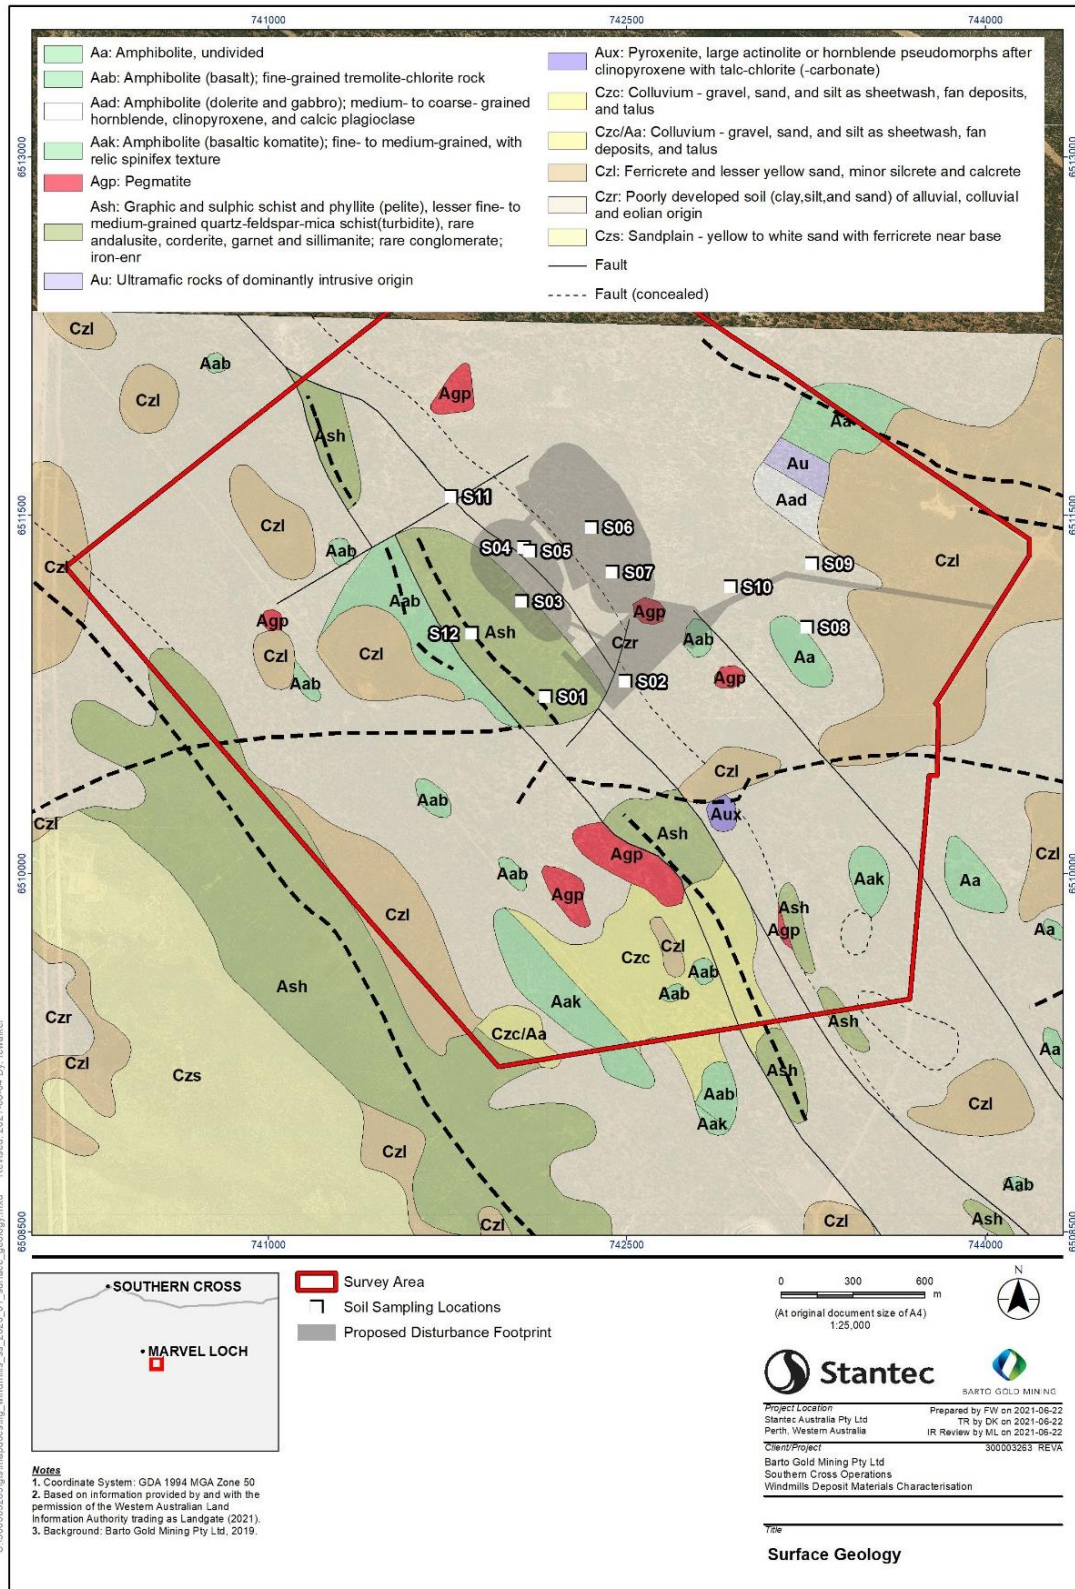 741000
742500
744000
Aa: Amphibolite, undivided
Aab: Amphibolite (basalt); fine-grained tremolite-chlorite rock
Aad: Amphibolite (dolerite and gabbro); medium- to coarse- grained
hornblende, clinopyroxene, and calcic plagioclase
Aak: Amphibolite (basaltic komatite); fine- to medium-grained, with
relic spinifex texture
Agp: Pegmatite
Ash: Graphic and sulphic schist and phyllite (pelite), lesser fine- to
medium-grained quartz-feldspar-mica schist(turbidite), rare
andalusite, corderite, garnet and sillimanite; rare conglomerate;
iron-enr
Au: Ultramafic rocks of dominantly intrusive origin
Aux: Pyroxenite, large actinolite or hornblende pseudomorphs after
clinopyroxene with talc-chlorite (-carbonate)
Czc: Colluvium - gravel, sand, and silt as sheetwash, fan deposits,
and talus
Czc/Aa: Colluvium - gravel, sand, and silt as sheetwash, fan
deposits, and talus
Czl: Ferricrete and lesser yellow sand, minor silcrete and calcrete
Czr: Poorly developed soil (clay,silt,and sand) of alluvial, colluvial
and eolian origin
Czs: Sandplain - yellow to white sand with ferricrete near base
Fault
Fault (concealed)
6513000
6513000
Czl
Aab
Czl
Agp
Aa
Ash
Au
Aad
S11
6511500
6511500
Czl
S06
S04
S05
Aab
Czl
S09
Czl
S07
S10
Aab
S03
Agp
Agp
S12
Ash
Czr
Aab
S08
Czl
Czl
Aa
Agp
Aab
S02
S01
Czl
Aab
Aux
Czl
Ash
Agp
Czl
6510000
6510000
Aab
Aak
Aa
Agp
Ash
Czl
Agp
Aa
Czl
Czc
Aab
Ash
Aab
Aak
Czr
Ash
Czc/Aa
Aa
Czl
Czs
Ash
Aab
Czl
Aak
Czl
Aab
Czl
Czl
Ash
6508500
6508500
741000
742500
744000
SOUTHERN CROSS
MARVEL LOCH
Survey Area
Soil Sampling Locations
Proposed Disturbance Footprint
0 300 600
m
(At original document size of A4)
1:25,000
N
Stantec
BARTO GOLD MINING
Project Location
Stantec Australia Pty Ltd
Perth, Western Australia
Prepared by FW on 2021-06-22
TR by DK on 2021-06-22
IR Review by ML on 2021-06-22
Client/Project
300003263 REVA
Barto Gold Mining Pty Ltd
Southern Cross Operations
Windmills Deposit Materials Characterisation
Title
Surface Geology
Notes
1. Coordinate System: GDA 1994 MGA Zone 50
2. Based on information provided by and with the
permission of the Western Australian Land
Information Authority trading as Landgate (2021).
3. Background: Barto Gold Mining Pty Ltd, 2019.